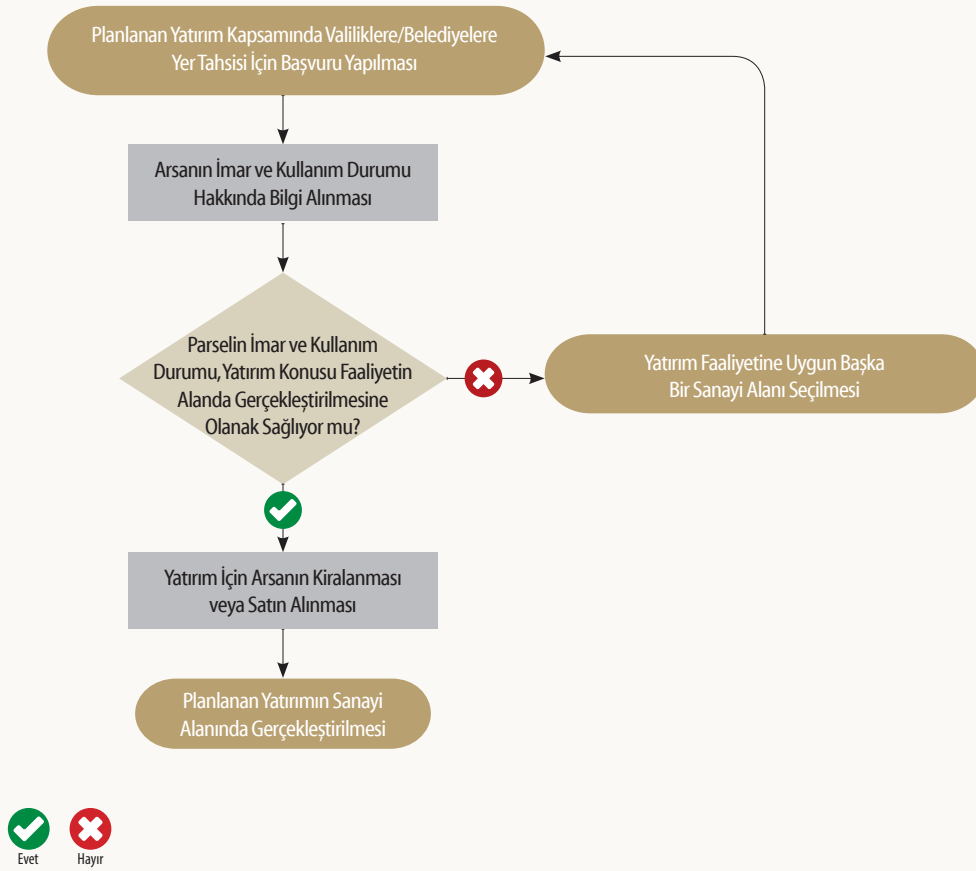 Planlanan Yatırım Kapsamında Valiliklere/Belediyelere
Yer Tahsisi İçin Başvuru Yapılması
Arsanın İmar ve Kullanım Durumu
Hakkında Bilgi Alınması
Parselin İmar ve Kullanım
Durumu, Yatırım Konusu Faaliyetin
Alanda Gerçekleştirilmesine
Olanak Sağlıyor mu?
Yatırım Faaliyetine Uygun Başka
Bir Sanayi Alanı Seçilmesi
Yatırım İçin Arsanın Kiralanması
veya Satın Alınması
Planlanan Yatırımın Sanayi
Alanında Gerçekleştirilmesi
Evet
Hayır